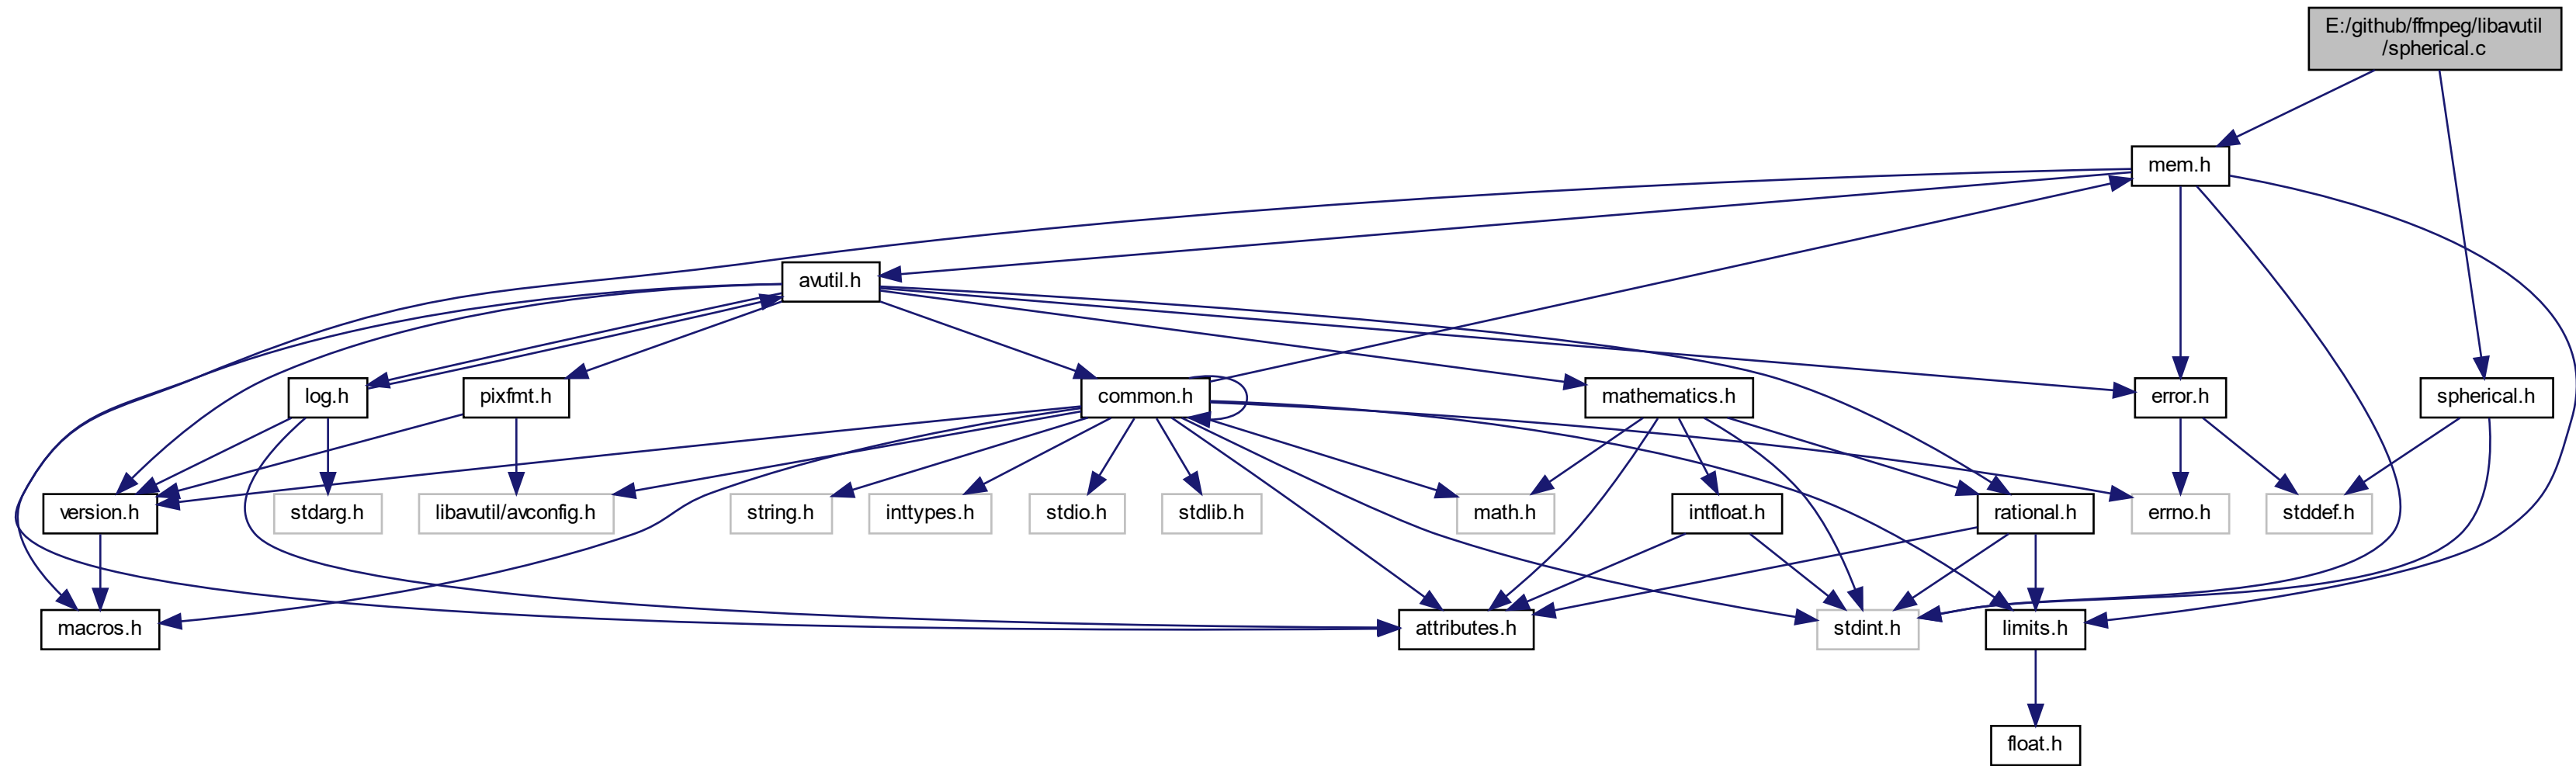 E:/github/ffmpeg/libavutil
/spherical.c
mem.h
avutil.h
log.h
pixfmt.h
common.h
mathematics.h
error.h
spherical.h
version.h
stdarg.h
libavutil/avconfig.h
string.h
inttypes.h
stdio.h
stdlib.h
math.h
intfloat.h
rational.h
errno.h
stddef.h
macros.h
attributes.h
stdint.h
limits.h
float.h